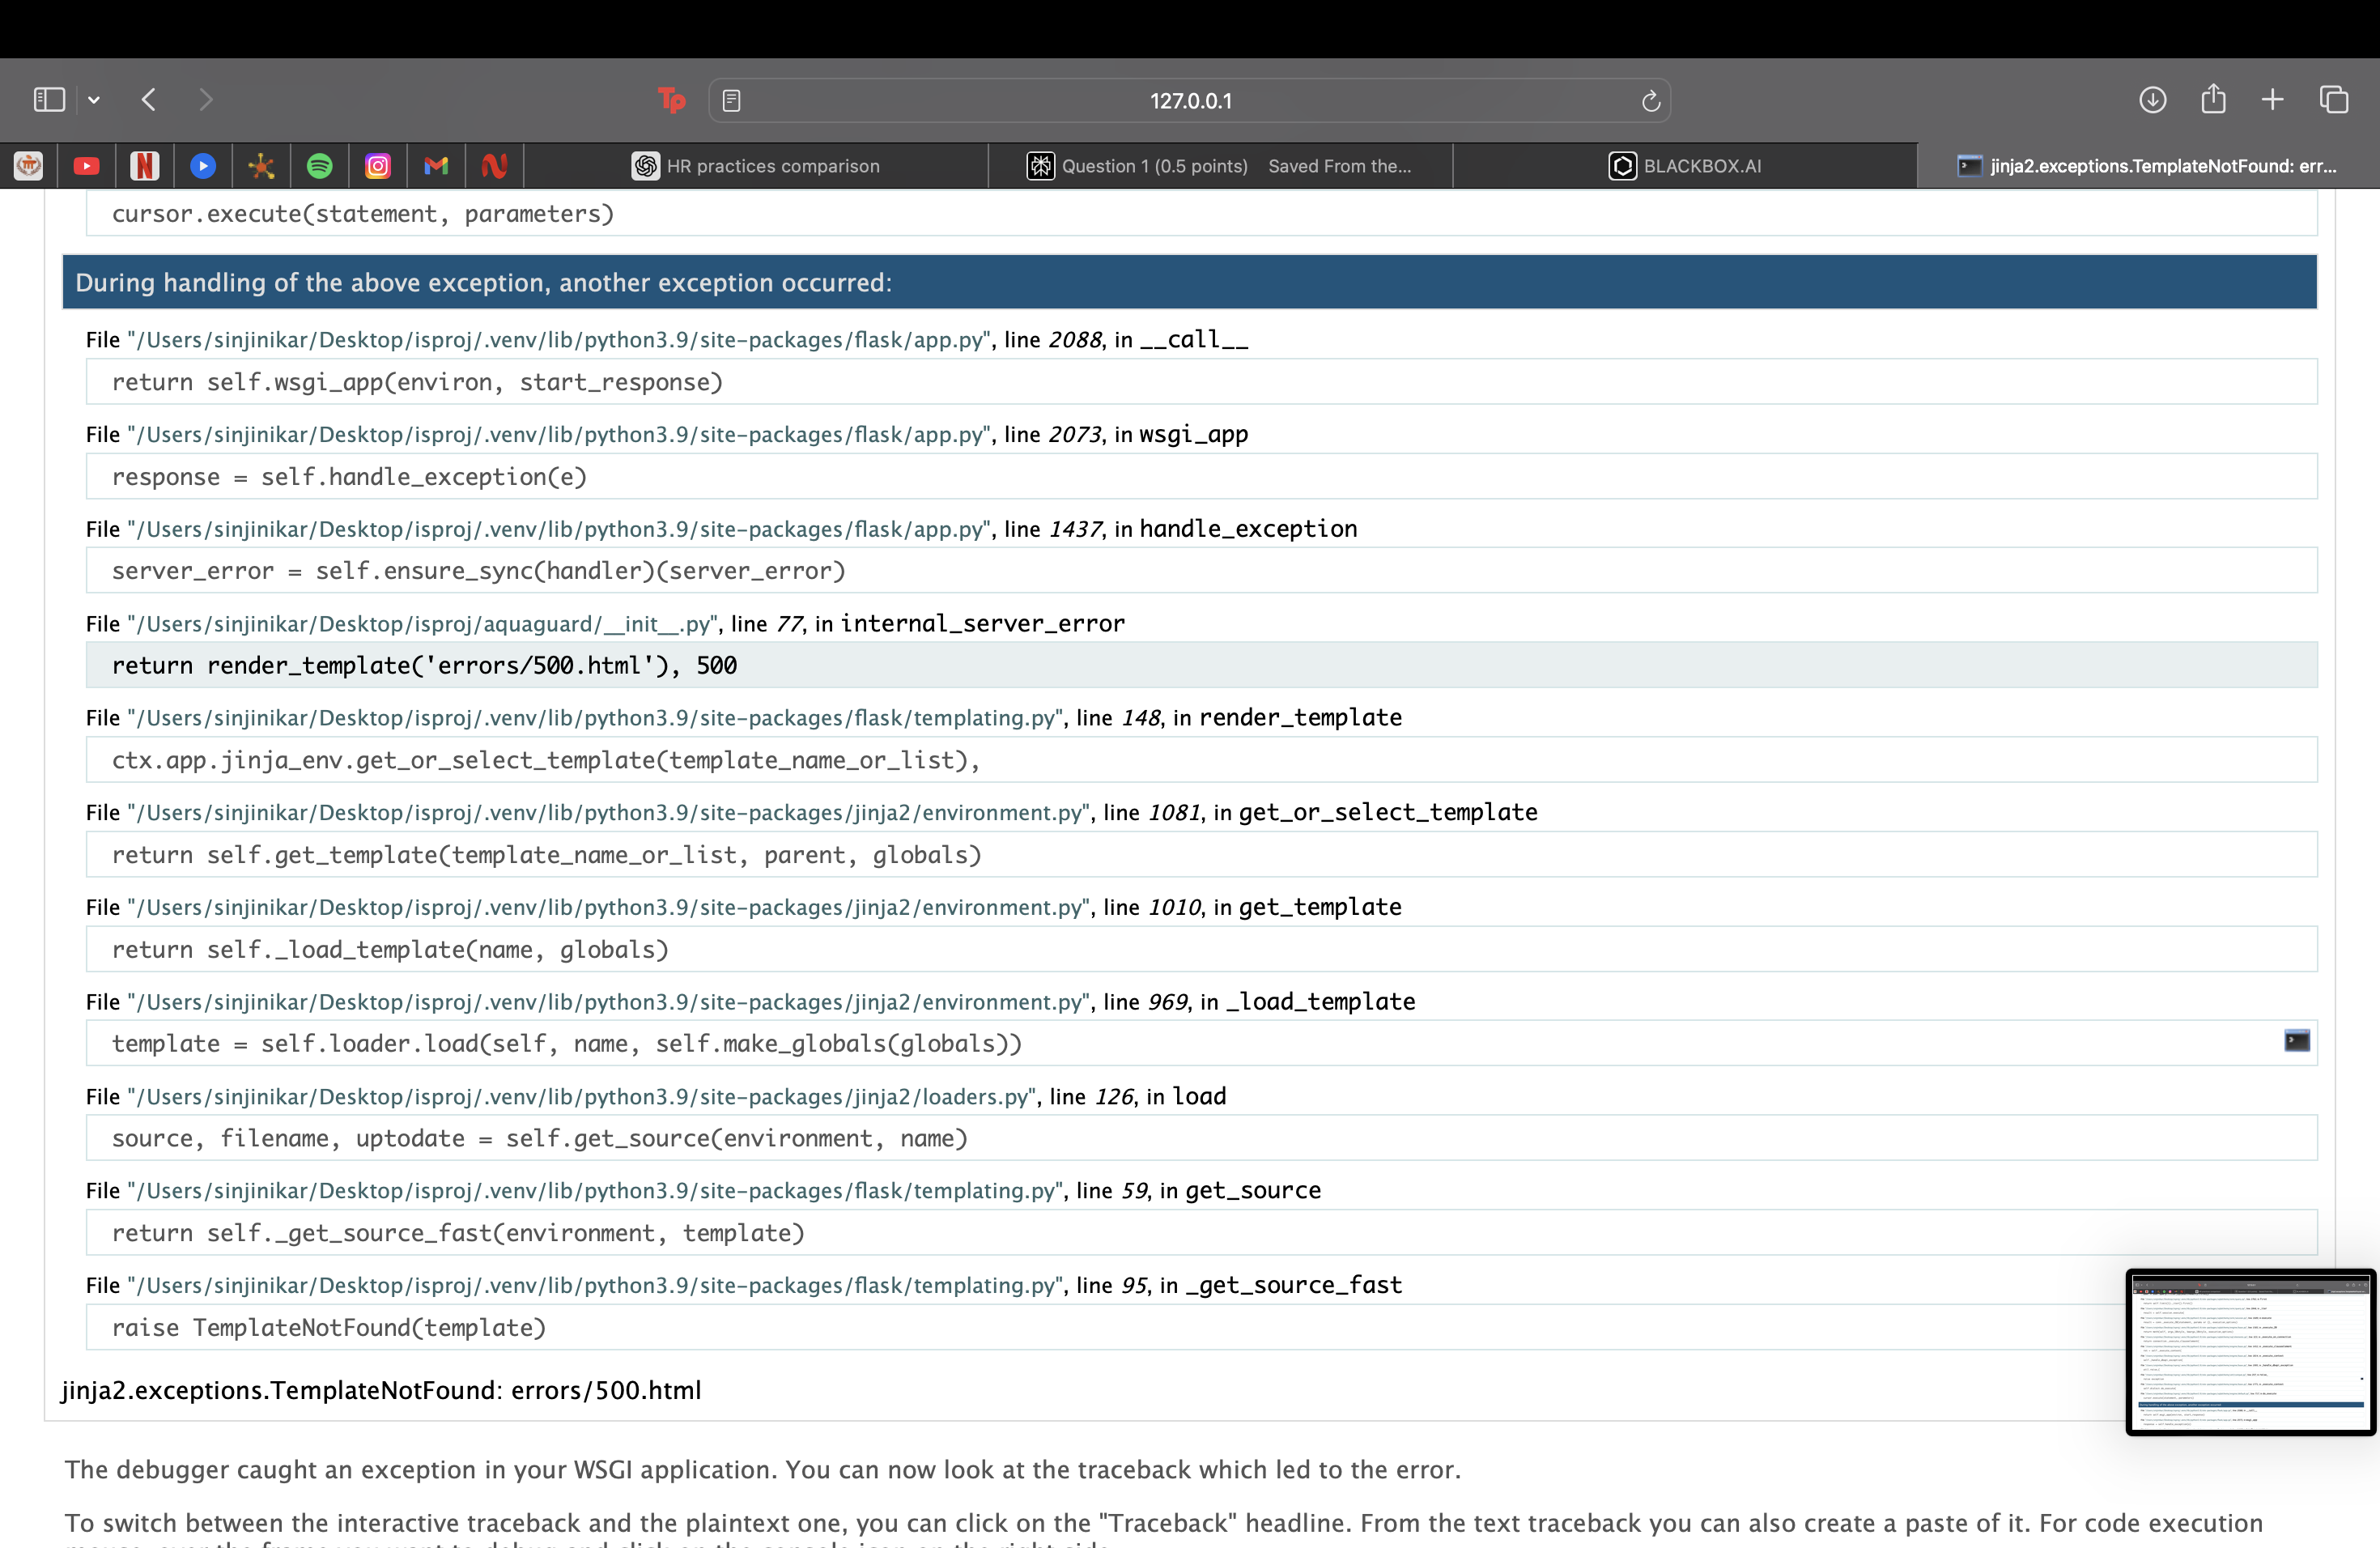 127.0.0.1
HR practices comparison
Question 1 (0.5 points) Saved From the...
BLACKBOX.AI
jinja2.exceptions.TemplateNotFound: err...
cursor.execute(statement, parameters)
During handling of the above exception, another exception occurred:
File "/Users/sinjinikar/Desktop/isproj/.venv/lib/python3.9/site-packages/flask/app.py", line 2088, in __call__
return self.wsgi_app(environ, start_response)
File "/Users/sinjinikar/Desktop/isproj/.venv/lib/python3.9/site-packages/flask/app.py", line 2073, in wsgi_app
response = self.handle_exception(e)
File "/Users/sinjinikar/Desktop/isproj/.venv/lib/python3.9/site-packages/flask/app.py", line 1437, in handle_exception
server_error = self.ensure_sync(handler)(server_error)
File "/Users/sinjinikar/Desktop/isproj/aquaguard/__init__.py", line 77, in internal_server_error
return render_template('errors/500.html'), 500
File "/Users/sinjinikar/Desktop/isproj/.venv/lib/python3.9/site-packages/flask/templating.py", line 148, in render_template
ctx.app.jinja_env.get_or_select_template(template_name_or_list),
File "/Users/sinjinikar/Desktop/isproj/.venv/lib/python3.9/site-packages/jinja2/environment.py", line 1081, in get_or_select_template
return self.get_template(template_name_or_list, parent, globals)
File "/Users/sinjinikar/Desktop/isproj/.venv/lib/python3.9/site-packages/jinja2/environment.py", line 1010, in get_template
return self._load_template(name, globals)
File "/Users/sinjinikar/Desktop/isproj/.venv/lib/python3.9/site-packages/jinja2/environment.py", line 969, in _load_template
template = self.loader.load(self, name, self.make_globals(globals))
File "/Users/sinjinikar/Desktop/isproj/.venv/lib/python3.9/site-packages/jinja2/loaders.py", line 126, in load
source, filename, uptodate = self.get_source(environment, name)
File "/Users/sinjinikar/Desktop/isproj/.venv/lib/python3.9/site-packages/flask/templating.py", line 59, in get_source
return self._get_source_fast(environment, template)
File "/Users/sinjinikar/Desktop/isproj/.venv/lib/python3.9/site-packages/flask/templating.py", line 95, in _get_source_fast
raise TemplateNotFound(template)
jinja2.exceptions.TemplateNotFound: errors/500.html
The debugger caught an exception in your WSGI application. You can now look at the traceback which led to the error.
To switch between the interactive traceback and the plaintext one, you can click on the "Traceback" headline. From the text traceback you can also create a paste of it. For code execution